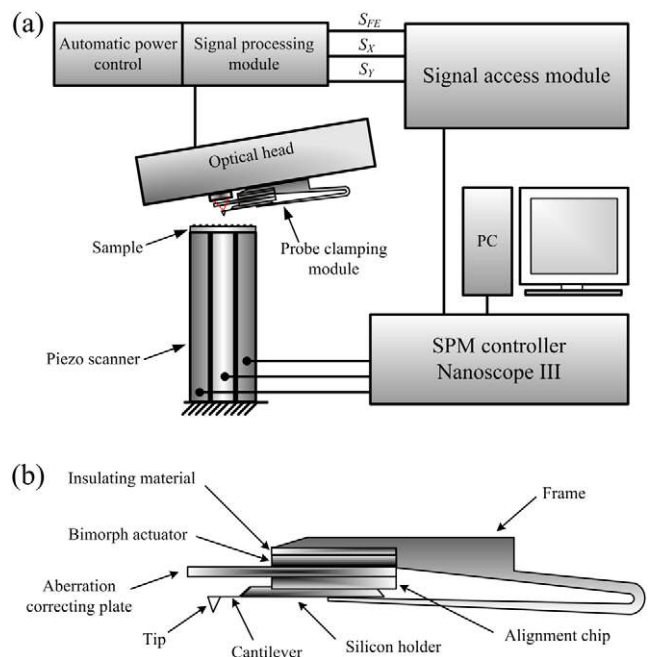 (a)
Automatic power
control
Signal processing
module
S_FE
S_X
S_Y
Signal access module
Optical head
Sample
Probe clamping
module
PC
Piezo scanner
SPM controller
Nanoscope III
(b)
Insulating material
Bimorph actuator
Aberration
correcting plate
Tip
Cantilever
Silicon holder
Alignment chip
Frame